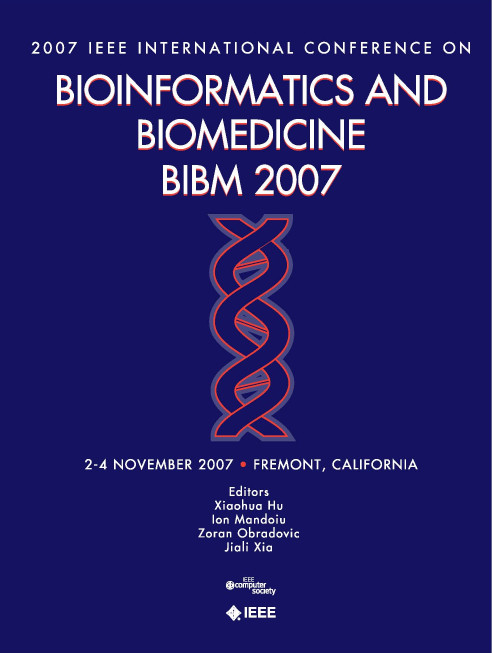 2007 IEEE INTERNATIONAL CONFERENCE ON
BIOINFORMATICS AND
BIOMEDICINE
BIBM 2007
2-4 NOVEMBER 2007 • FREMONT, CALIFORNIA
Editors
Xiaohua Hu
Ion Mandoiu
Zoran Obradovic
Jiali Xia
IEEE
computer
society
IEEE